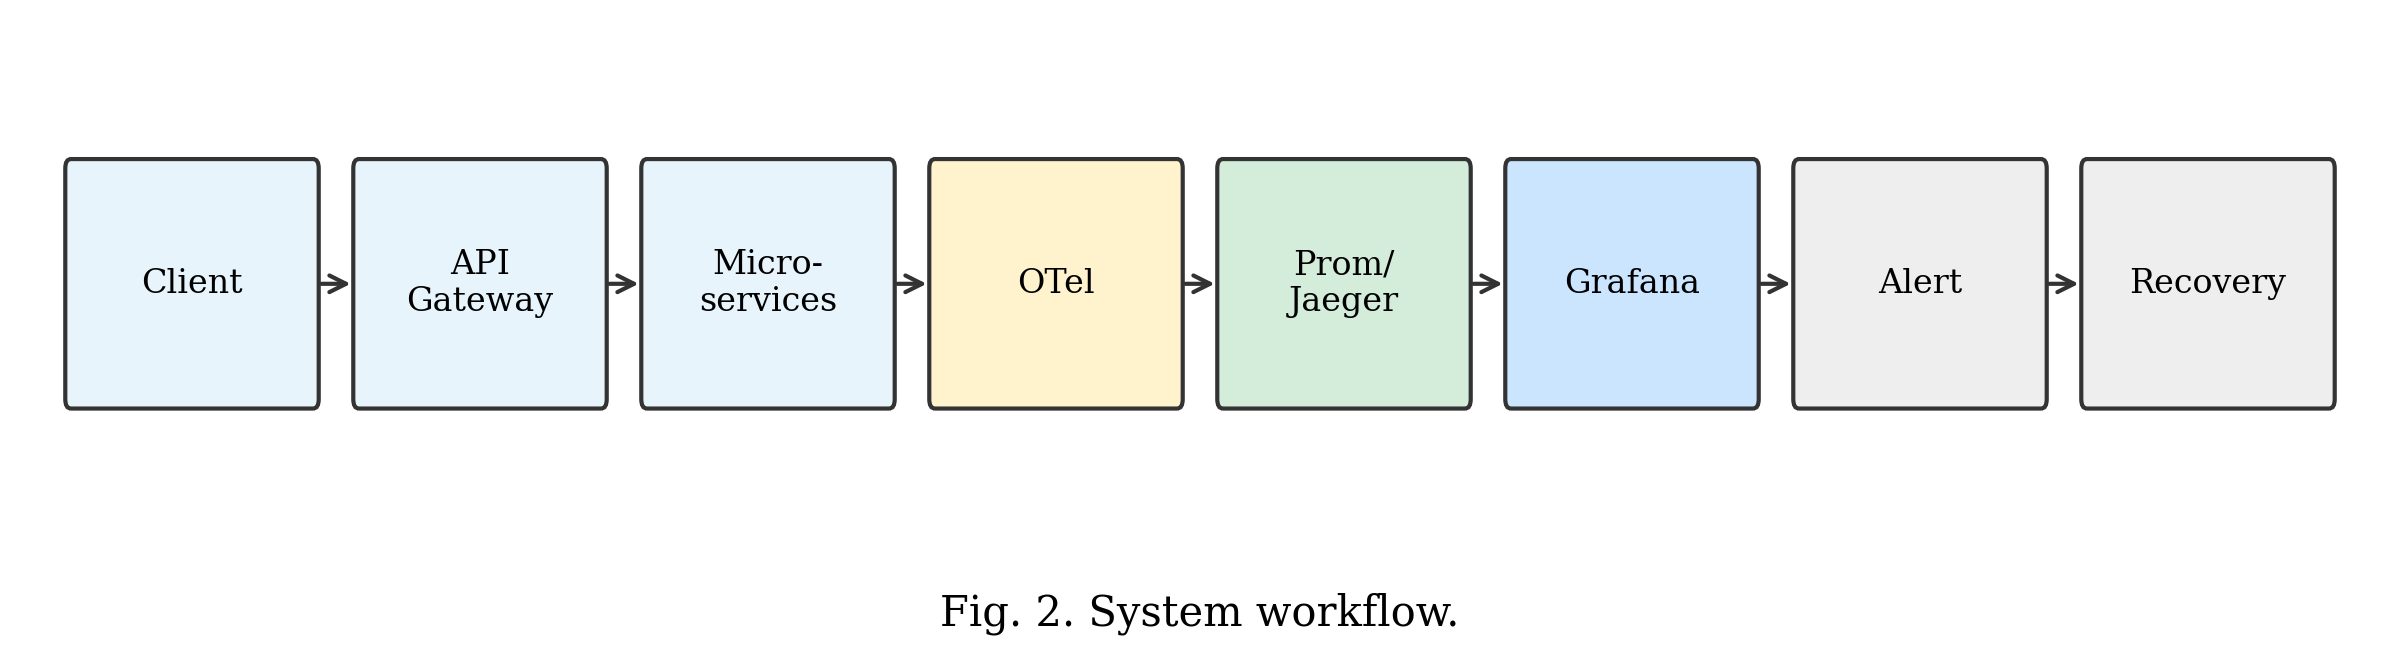 Client
API
Gateway
Micro-
services
OTel
Prom/
Jaeger
Grafana
Alert
Recovery
Fig. 2. System workflow.